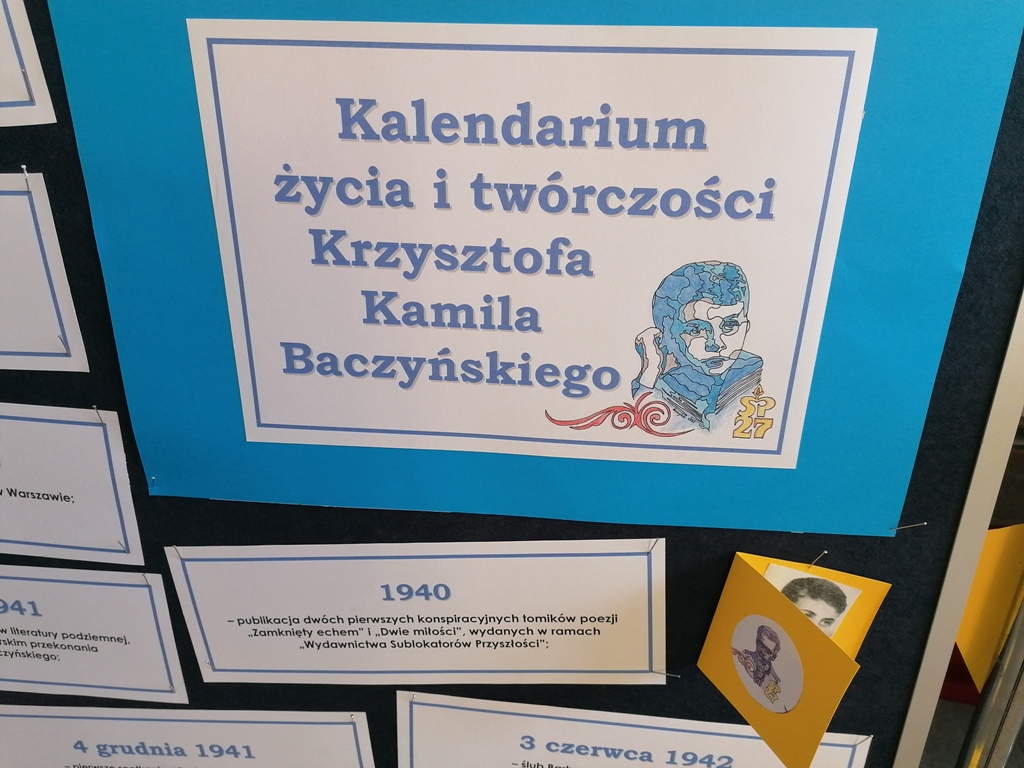 Kalendarium
życia i twórczości
Krzysztofa
Kamila
Baczyńskiego
SP
27
w Warszawie;
1940
– publikacja dwóch pierwszych konspiracyjnych tomików poezji
„Zamknięty echem” i „Dwie miłości”, wydanych w ramach
„Wydawnictwa Sublokatorów Przyszłości”;
941
w literatury podziemnej,
rskim przekonania
czyńskiego;
4 grudnia 1941
3 czerwca 1942
– ślub